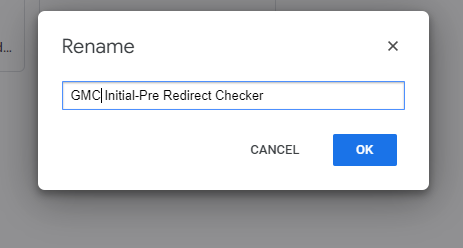 d...
Rename
GMC Initial-Pre Redirect Checker
CANCEL
OK